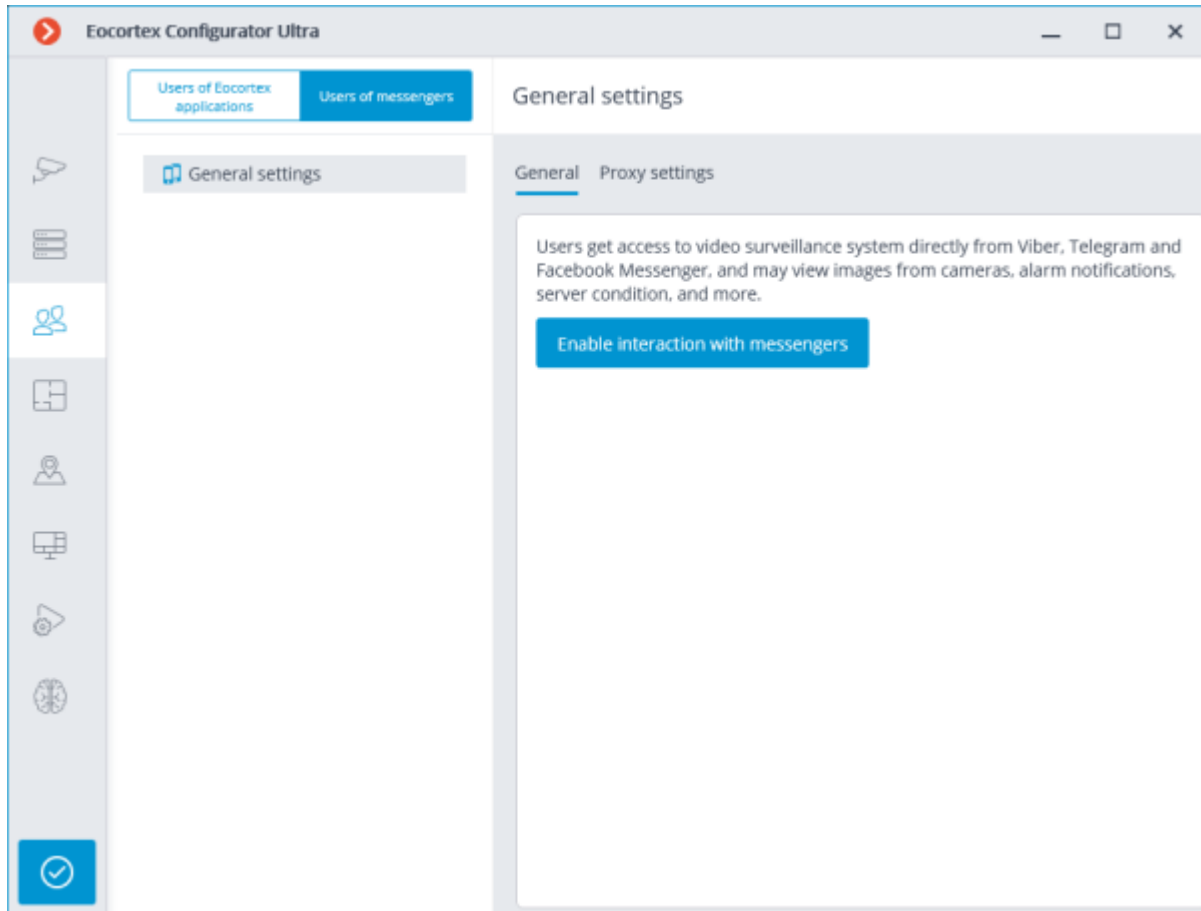 Eocortex Configurator Ultra
Users of Eocortex
applications
Users of messengers
General settings
General settings
General
Proxy settings
Users get access to video surveillance system directly from Viber, Telegram and
Facebook Messenger, and may view images from cameras, alarm notifications,
server condition, and more.
Enable interaction with messengers